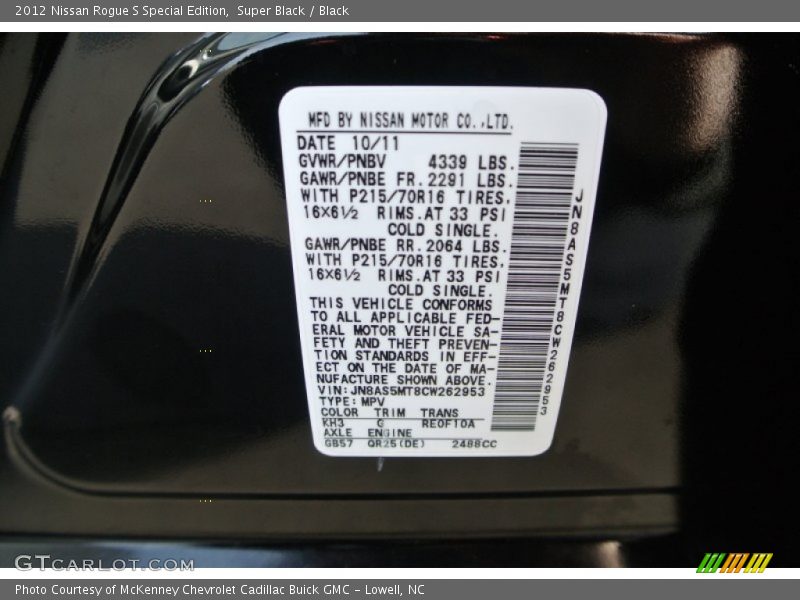 2012 Nissan Rogue S Special Edition, Super Black / Black
MFD BY NISSAN MOTOR CO.,LTD.
DATE 10/11
GVWR/PNBV 4339 LBS.
GAWR/PNBE FR. 2291 LBS.
WITH P215/70R16 TIRES.
16X6½ RIMS.AT 33 PSI
COLD SINGLE.
GAWR/PNBE RR. 2064 LBS.
WITH P215/70R16 TIRES.
16X6½ RIMS.AT 33 PSI
COLD SINGLE.
THIS VEHICLE CONFORMS
TO ALL APPLICABLE FED-
ERAL MOTOR VEHICLE SA-
FETY AND THEFT PREVEN-
TION STANDARDS IN EFF-
ECT ON THE DATE OF MA-
NUFACTURE SHOWN ABOVE.
VIN:JN8AS5MT8CW262953
TYPE:MPV
COLOR TRIM TRANS
KH3 G RE0F10A
AXLE ENGINE
GB57 QR25(DE) 2488CC
JN8AS5MT8CW262953
GTCARLOT.COM
Photo Courtesy of McKenney Chevrolet Cadillac Buick GMC - Lowell, NC